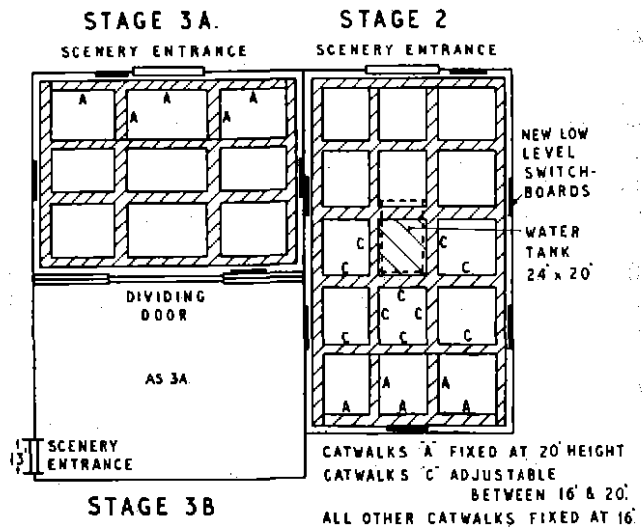 STAGE 3A.
SCENERY ENTRANCE
A A A
A A
DIVIDING
DOOR
AS 3A
SCENERY
ENTRANCE
13'
STAGE 3B
STAGE 2
SCENERY ENTRANCE
NEW LOW
LEVEL
SWITCH-
BOARDS
WATER
TANK
24' x 20'
C C
C C
C
C C
C C C
A A
A A A
CATWALKS "A" FIXED AT 20' HEIGHT
CATWALKS "C" ADJUSTABLE
BETWEEN 16' & 20'
ALL OTHER CATWALKS FIXED AT 16'